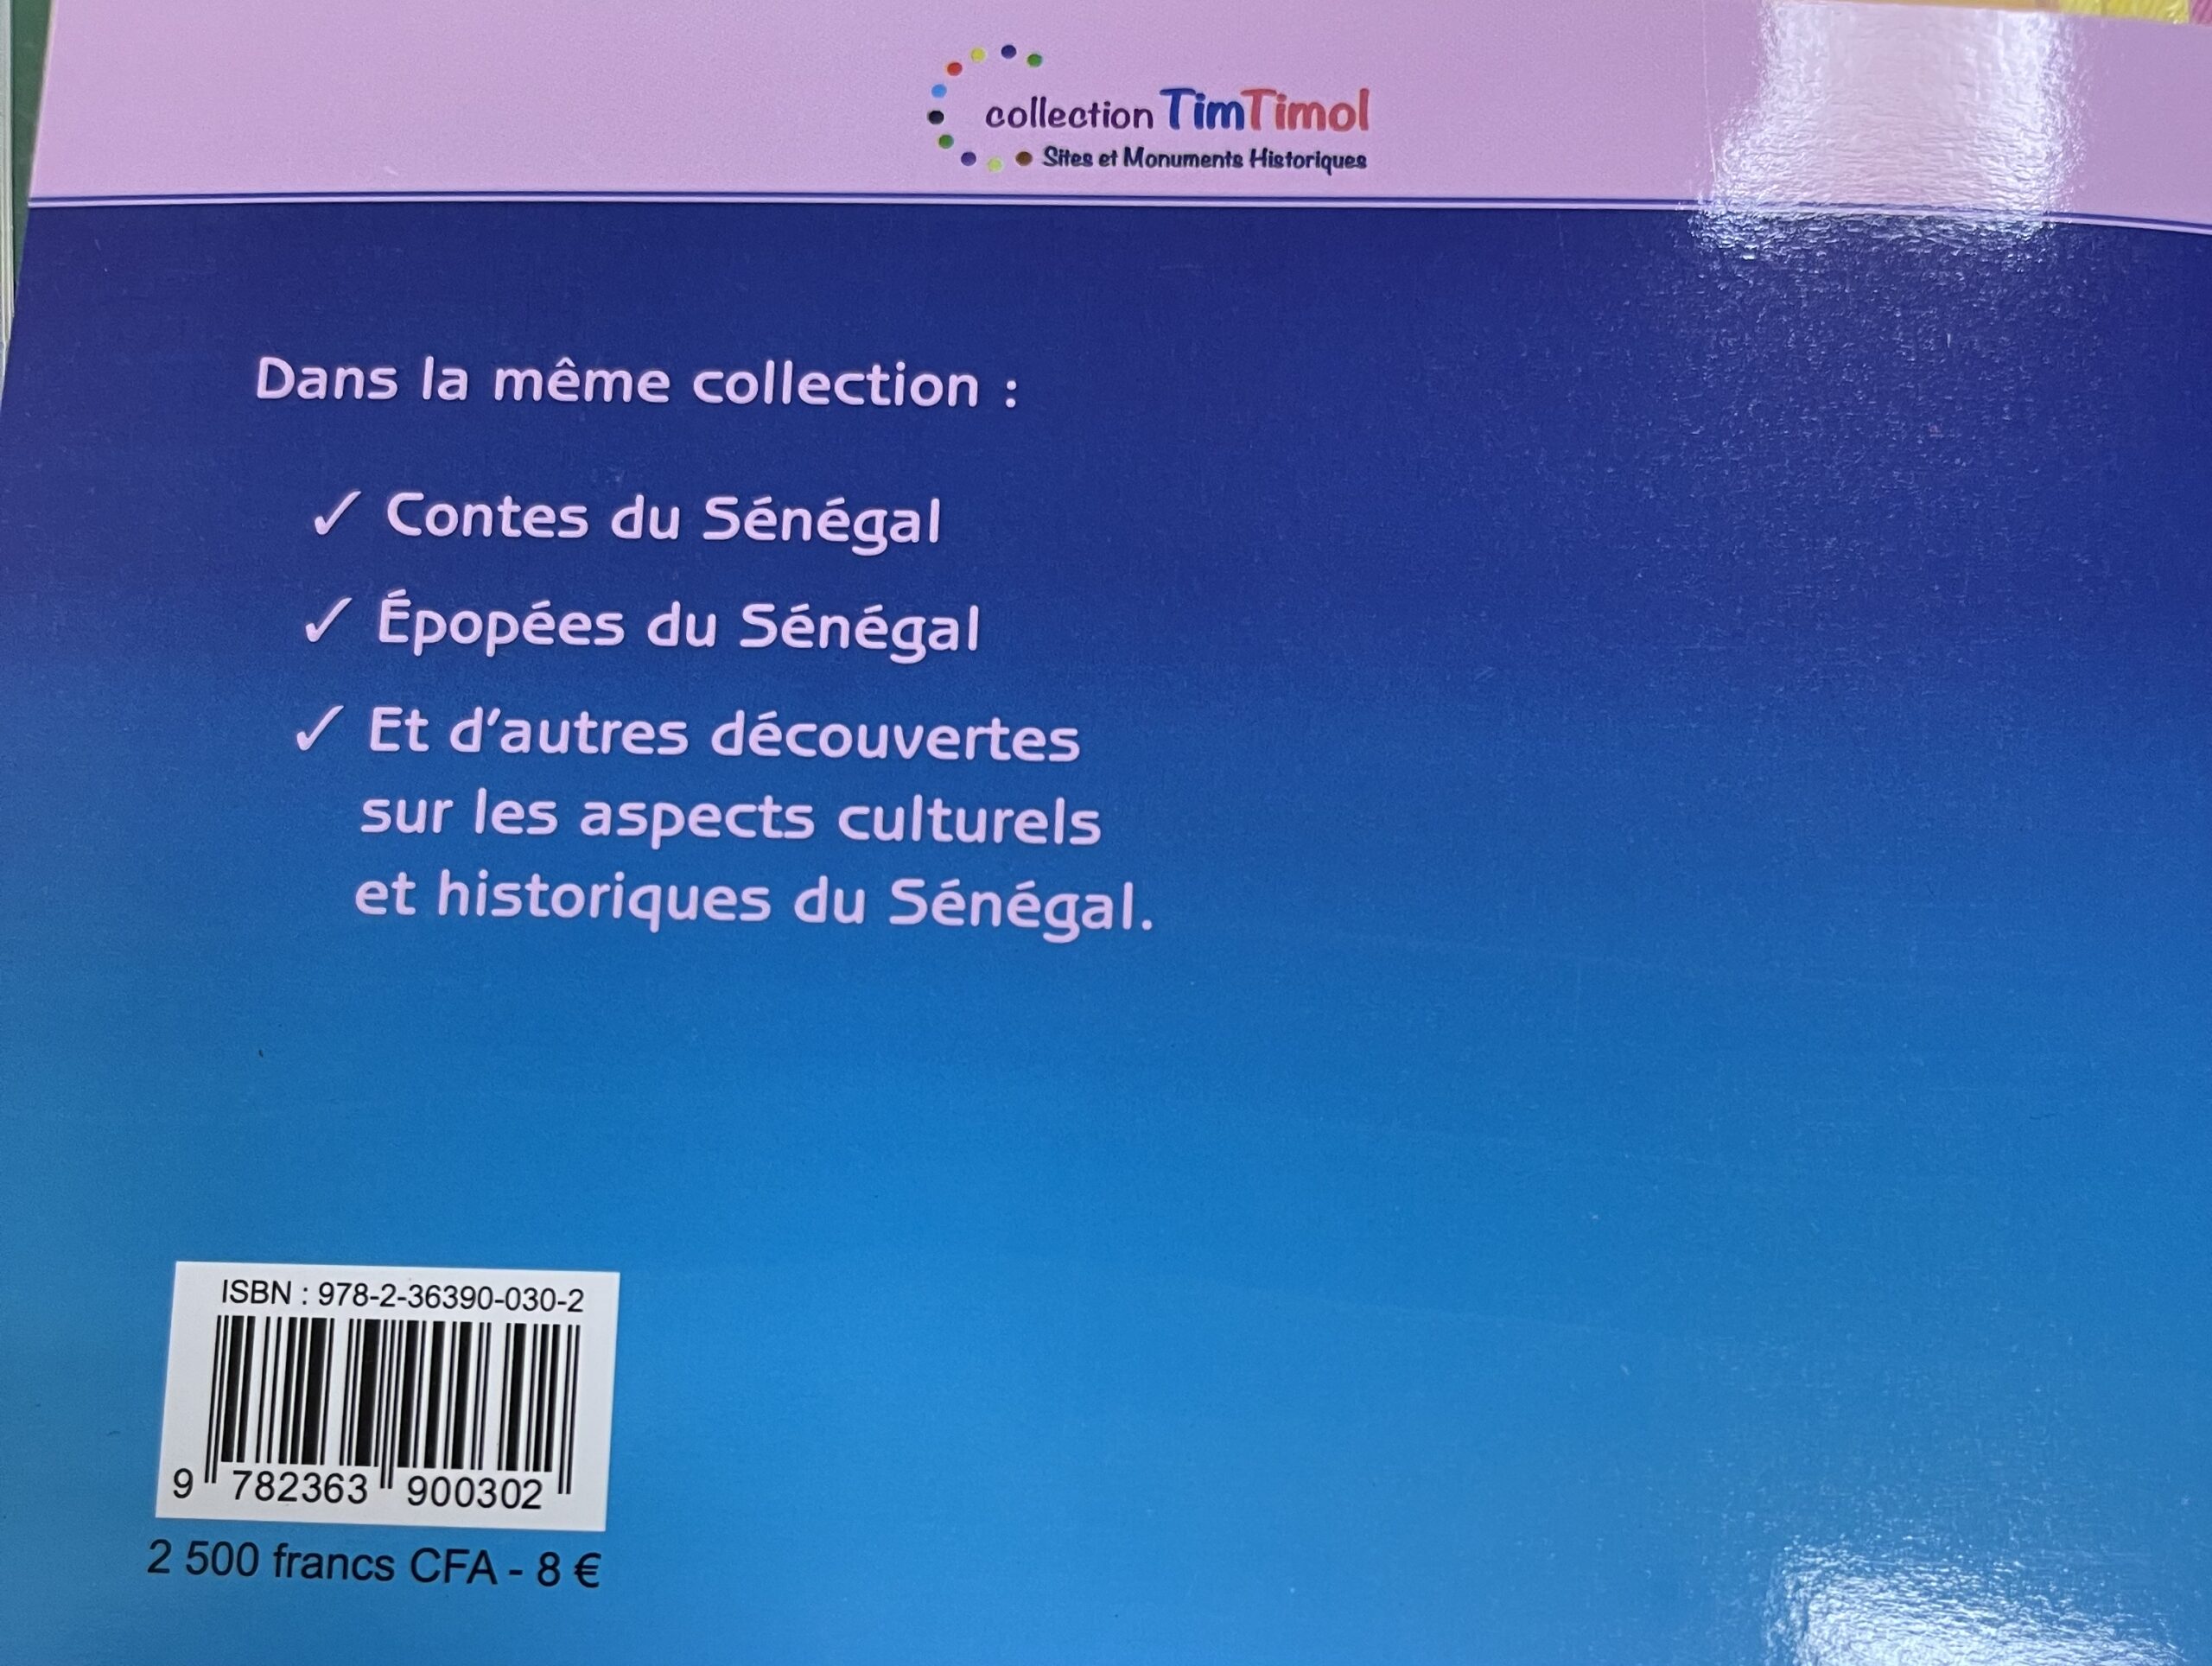 collection TimTimol
Sites et Monuments Historiques
Dans la même collection :
✓ Contes du Sénégal
✓ Épopées du Sénégal
✓ Et d'autres découvertes
sur les aspects culturels
et historiques du Sénégal.
ISBN : 978-2-36390-030-2
9 782363 900302
2 500 francs CFA - 8 €